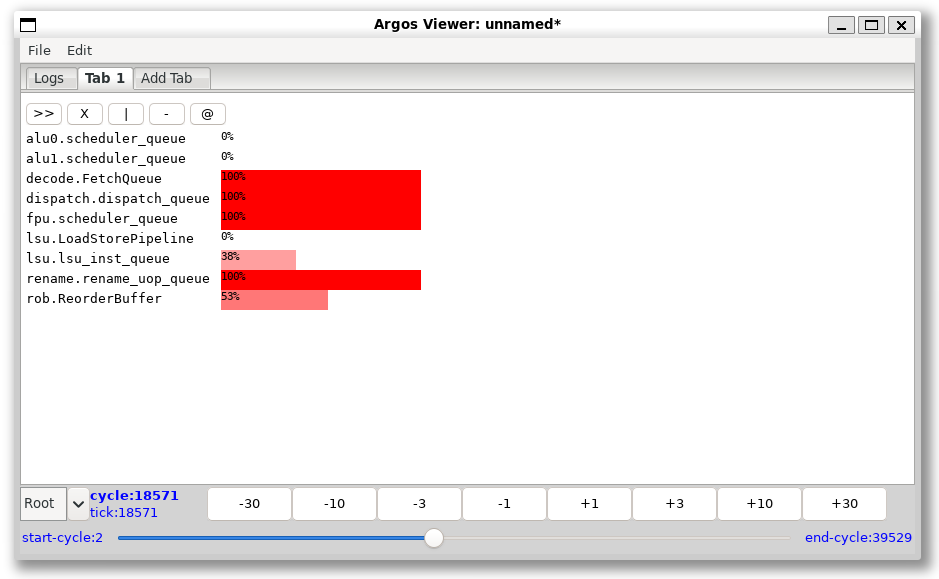 Argos Viewer: unnamed*
File Edit
Logs Tab 1 Add Tab
>> X | - @
alu0.scheduler_queue 0%
alu1.scheduler_queue 0%
decode.FetchQueue 100%
dispatch.dispatch_queue 100%
fpu.scheduler_queue 100%
lsu.LoadStorePipeline 0%
lsu.lsu_inst_queue 38%
rename.rename_uop_queue 100%
rob.ReorderBuffer 53%
Root cycle:18571 -30 -10 -3 -1 +1 +3 +10 +30
tick:18571
start-cycle:2 end-cycle:39529